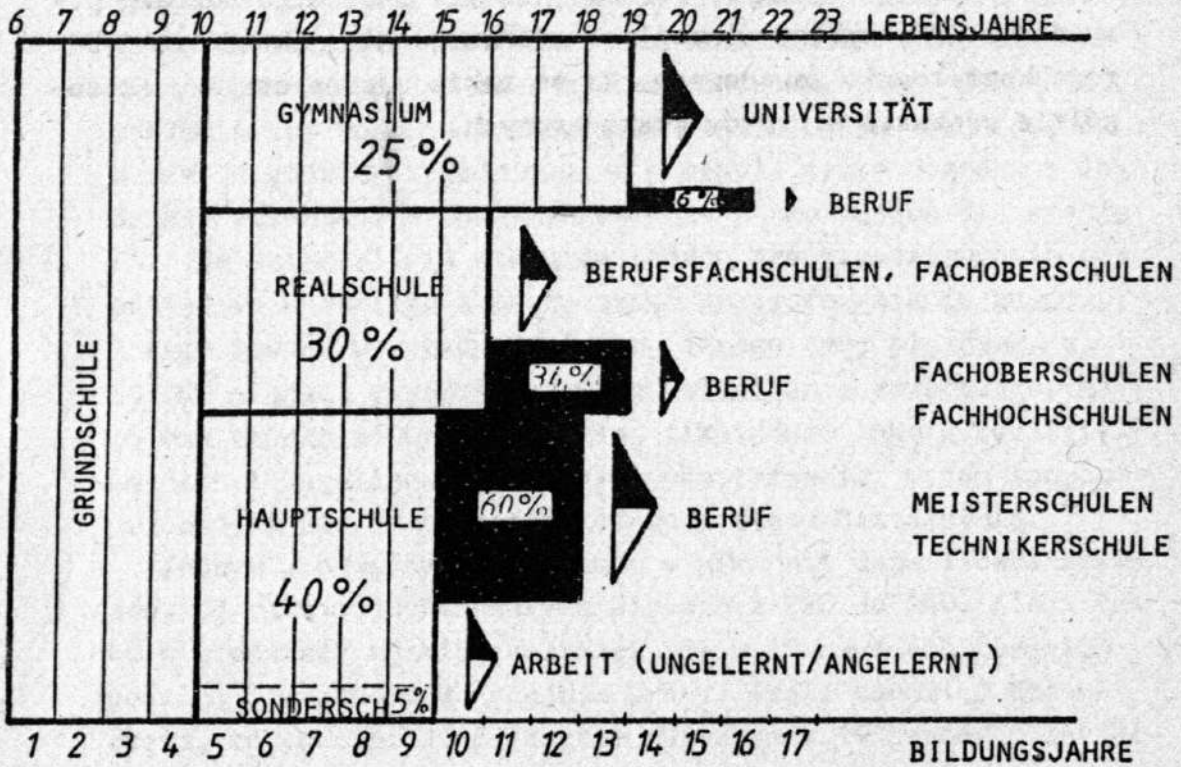 6 7 8 9 10 11 12 13 14 15 16 17 18 19 20 21 22 23 LEBENSJAHRE
GYMNASIUM
25%
UNIVERSITÄT
6%
BERUF
REALSCHULE
30%
BERUFSFACHSCHULEN, FACHOBERSCHULEN
34%
BERUF
FACHOBERSCHULEN
FACHHOCHSCHULEN
GRUNDSCHULE
HAUPTSCHULE
40%
60%
BERUF
MEISTERSCHULEN
TECHNIKERSCHULE
ARBEIT (UNGELERNT/ANGELERNT)
SONDERSCH 5%
1 2 3 4 5 6 7 8 9 10 11 12 13 14 15 16 17 BILDUNGSJAHRE